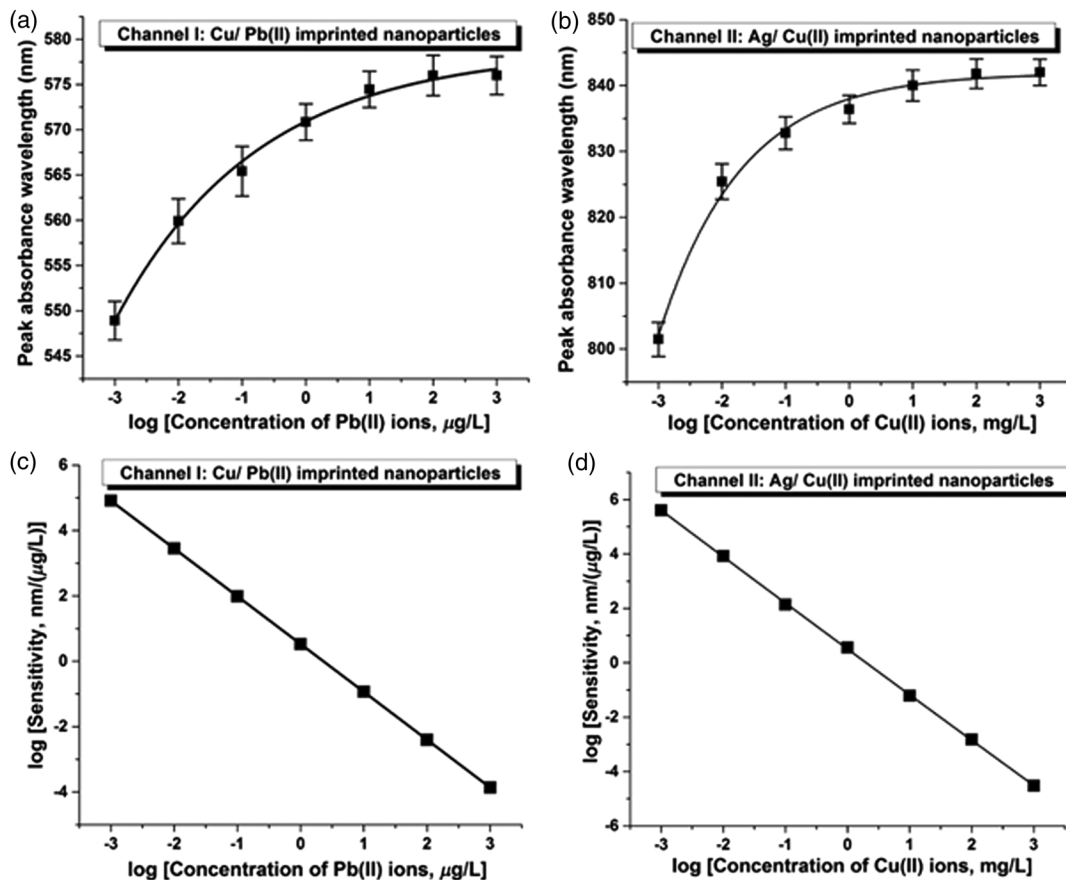 (a)
Channel I: Cu/ Pb(II) imprinted nanoparticles
Peak absorbance wavelength (nm)
580
575
570
565
560
550
545
-3 -2 -1 0 1 2 3
log [Concentration of Pb(II) ions, µg/L]
(b)
Channel II: Ag/ Cu(II) imprinted nanoparticles
Peak absorbance wavelength (nm)
850
840
830
820
800
-3 -2 -1 0 1 2 3
log [Concentration of Cu(II) ions, mg/L]
(c)
Channel I: Cu/ Pb(II) imprinted nanoparticles
log [Sensitivity, nm/(µg/L)]
6
4
2
0
-2
-4
-3 -2 -1 0 1 2 3
log [Concentration of Pb(II) ions, µg/L]
(d)
Channel II: Ag/ Cu(II) imprinted nanoparticles
log [Sensitivity, nm/(µg/L)]
6
4
2
0
-2
-4
-6
-3 -2 -1 0 1 2 3
log [Concentration of Cu(II) ions, mg/L]